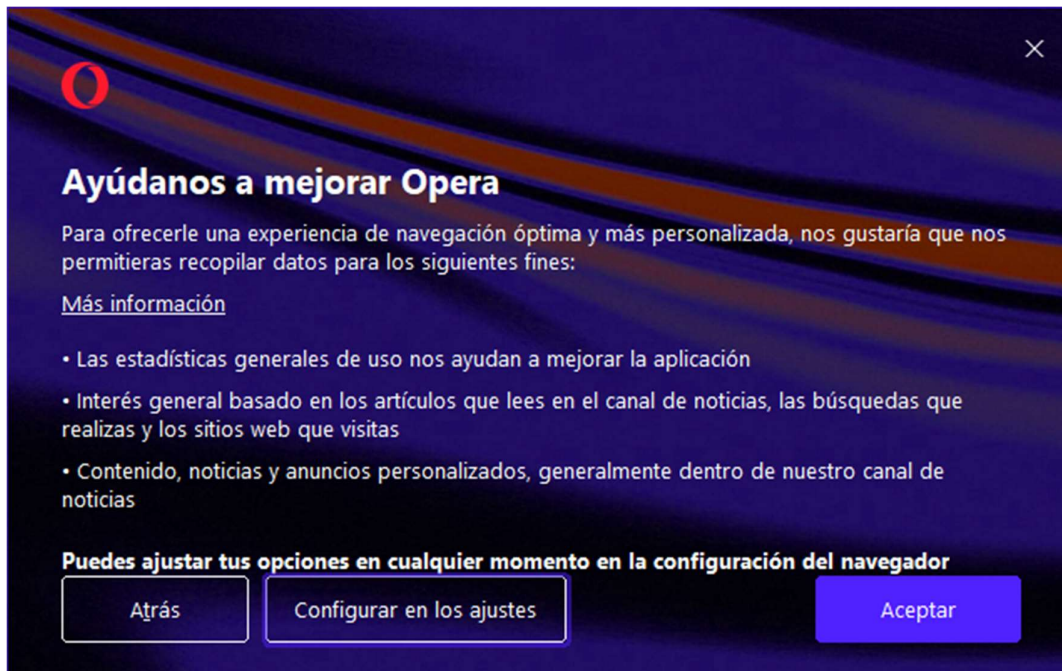 Ayúdanos a mejorar Opera
Para ofrecerle una experiencia de navegación óptima y más personalizada, nos gustaría que nos
permitieras recopilar datos para los siguientes fines:
Más información
• Las estadísticas generales de uso nos ayudan a mejorar la aplicación
• Interés general basado en los artículos que lees en el canal de noticias, las búsquedas que
realizas y los sitios web que visitas
• Contenido, noticias y anuncios personalizados, generalmente dentro de nuestro canal de
noticias
Puedes ajustar tus opciones en cualquier momento en la configuración del navegador
Atrás
Configurar en los ajustes
Aceptar